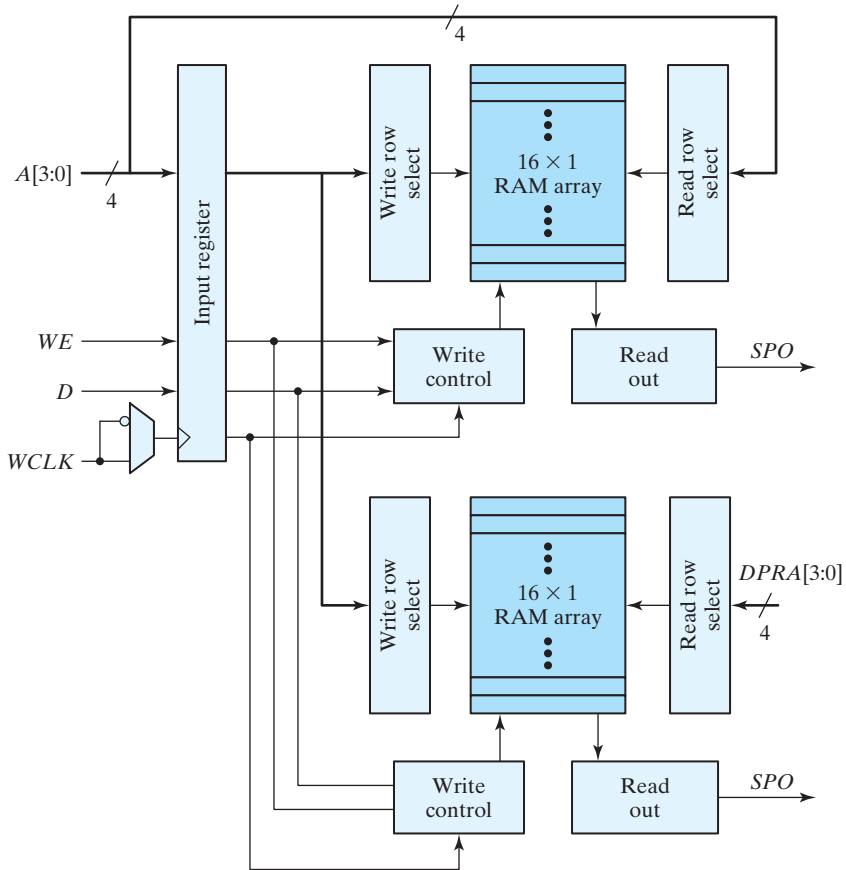 4
A[3:0]
4
Input register
Write row
select
16 × 1
RAM array
Read row
select
WE
D
WCLK
Write
control
Read
out
SPO
Write row
select
16 × 1
RAM array
Read row
select
DPRA[3:0]
4
Write
control
Read
out
SPO